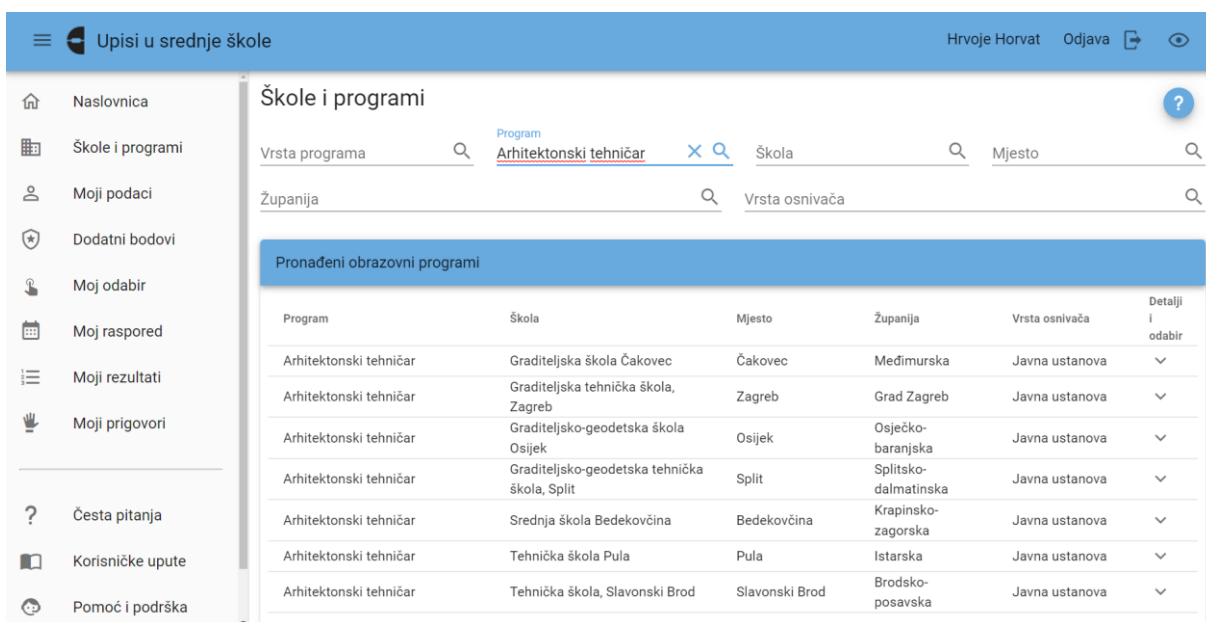 Upisi u srednje škole
Hrvoje Horvat
Odjava
Naslovnica
Škole i programi
Moji podaci
Dodatni bodovi
Moj odabir
Moj raspored
Moji rezultati
Moji prigovori
Česta pitanja
Korisničke upute
Pomoć i podrška
Škole i programi
?
Vrsta programa
Program
Arhitektonski tehničar
Škola
Mjesto
Županija
Vrsta osnivača
Pronađeni obrazovni programi
Program Škola Mjesto Županija Vrsta osnivača Detalji
i
odabir
Arhitektonski tehničar Graditeljska škola Čakovec Čakovec Međimurska Javna ustanova
Arhitektonski tehničar Graditeljska tehnička škola,
Zagreb Zagreb Grad Zagreb Javna ustanova
Arhitektonski tehničar Graditeljsko-geodetska škola
Osijek Osijek Osječko-
baranjska Javna ustanova
Arhitektonski tehničar Graditeljsko-geodetska tehnička
škola, Split Split Splitsko-
dalmatinska Javna ustanova
Arhitektonski tehničar Srednja škola Bedekovčina Bedekovčina Krapinsko-
zagorska Javna ustanova
Arhitektonski tehničar Tehnička škola Pula Pula Istarska Javna ustanova
Arhitektonski tehničar Tehnička škola, Slavonski Brod Slavonski Brod Brodsko-
posavska Javna ustanova